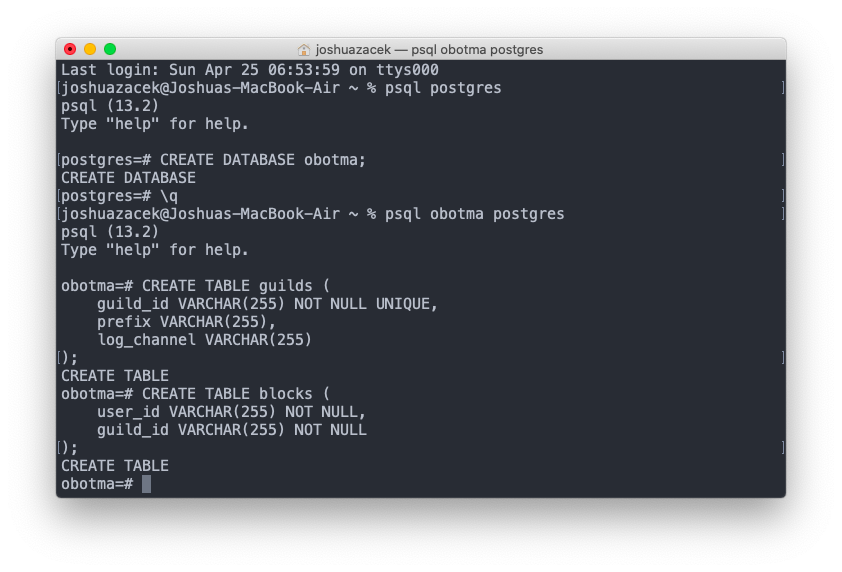 joshuazacek — psql obotma postgres
Last login: Sun Apr 25 06:53:59 on ttys000
[joshuazacek@Joshuas-MacBook-Air ~ % psql postgres ]
psql (13.2)
Type "help" for help.
[postgres=# CREATE DATABASE obotma; ]
CREATE DATABASE
[postgres=# \q ]
[joshuazacek@Joshuas-MacBook-Air ~ % psql obotma postgres ]
psql (13.2)
Type "help" for help.
obotma=# CREATE TABLE guilds (
    guild_id VARCHAR(255) NOT NULL UNIQUE,
    prefix VARCHAR(255),
    log_channel VARCHAR(255)
[); ]
CREATE TABLE
obotma=# CREATE TABLE blocks (
    user_id VARCHAR(255) NOT NULL,
    guild_id VARCHAR(255) NOT NULL
[); ]
CREATE TABLE
obotma=#